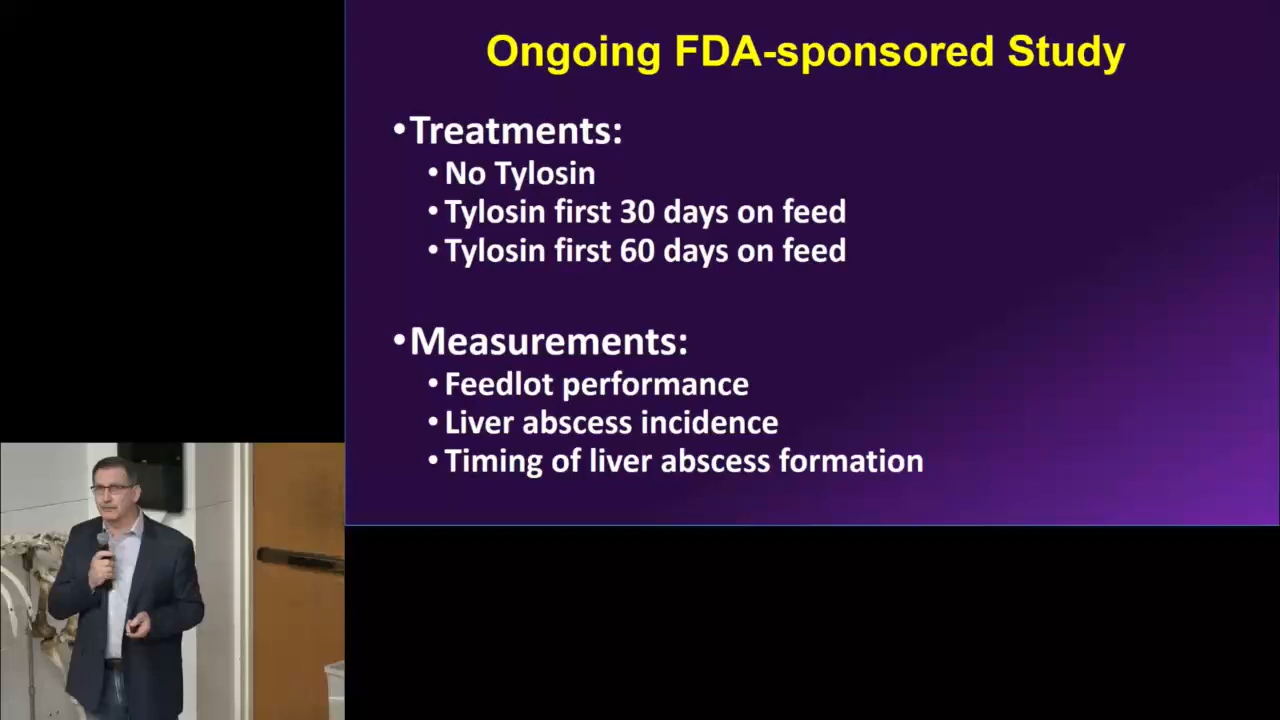 Ongoing FDA-sponsored Study
•Treatments:
•No Tylosin
•Tylosin first 30 days on feed
•Tylosin first 60 days on feed
•Measurements:
•Feedlot performance
•Liver abscess incidence
•Timing of liver abscess formation